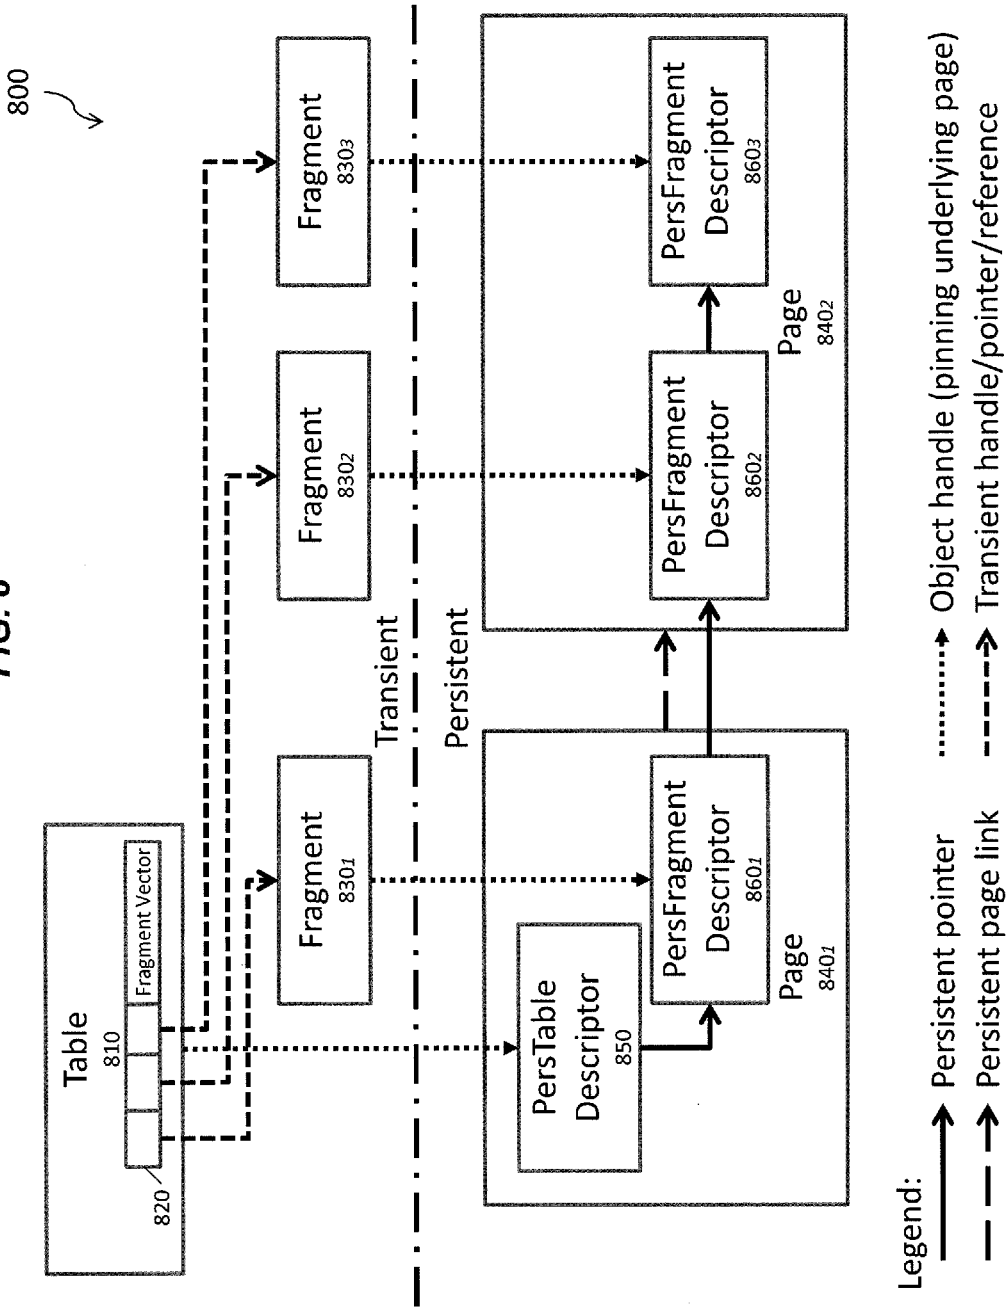 FIG. 8
800
Table
810
Fragment Vector
820
Fragment
830₁
Fragment
830₂
Fragment
830₃
Transient
Persistent
PersTable
Descriptor
850
PersFragment
Descriptor
860₁
Page
840₁
PersFragment
Descriptor
860₂
PersFragment
Descriptor
860₃
Page
840₂
Legend:
Persistent pointer
Persistent page link
Object handle (pinning underlying page)
Transient handle/pointer/reference